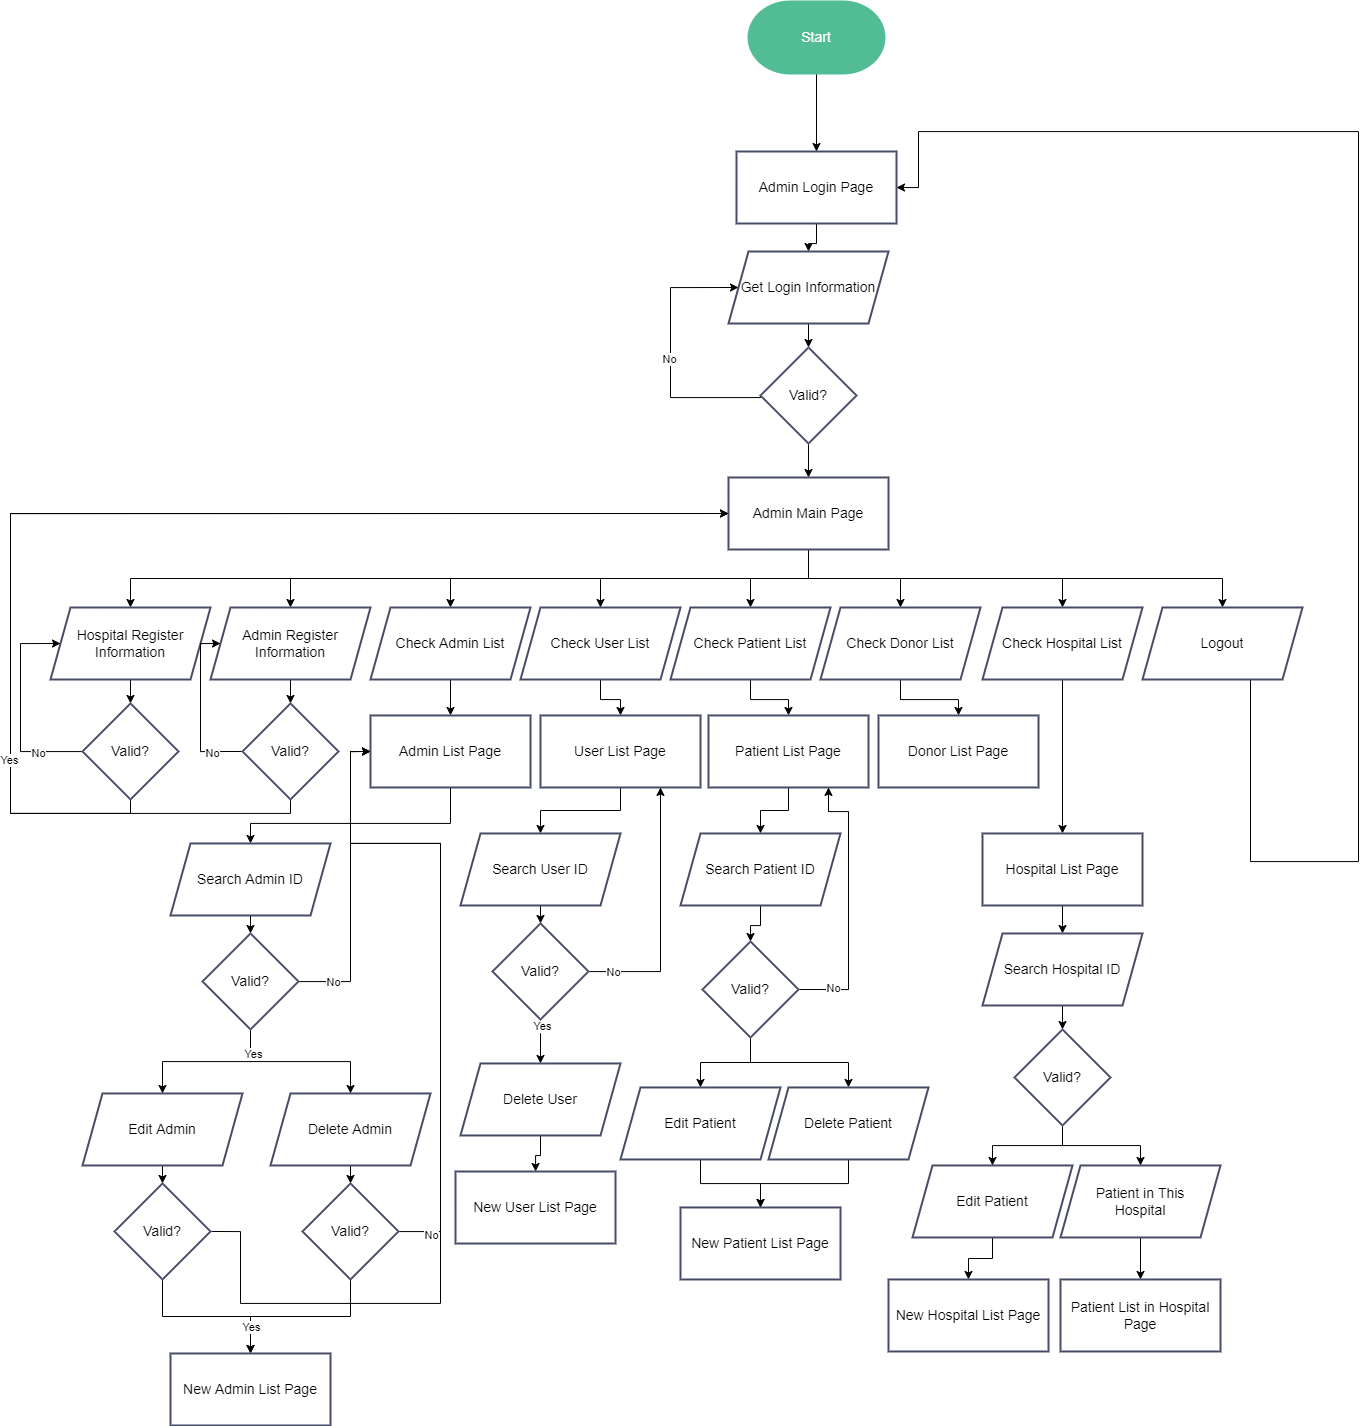 Start
Admin Login Page
Get Login Information
No
Valid?
Admin Main Page
Hospital Register
Information
Admin Register
Information
Check Admin List
Check User List
Check Patient List
Check Donor List
Check Hospital List
Logout
Valid?
No
Valid?
No
Yes
Admin List Page
User List Page
Patient List Page
Donor List Page
Search Admin ID
Search User ID
Search Patient ID
Hospital List Page
Valid?
No
Valid?
No
Valid?
No
Search Hospital ID
Yes
Yes
Valid?
Edit Admin
Delete Admin
Delete User
Edit Patient
Delete Patient
Valid?
Valid?
No
New User List Page
New Patient List Page
Edit Patient
Patient in This
Hospital
Yes
New Hospital List Page
Patient List in Hospital
Page
New Admin List Page